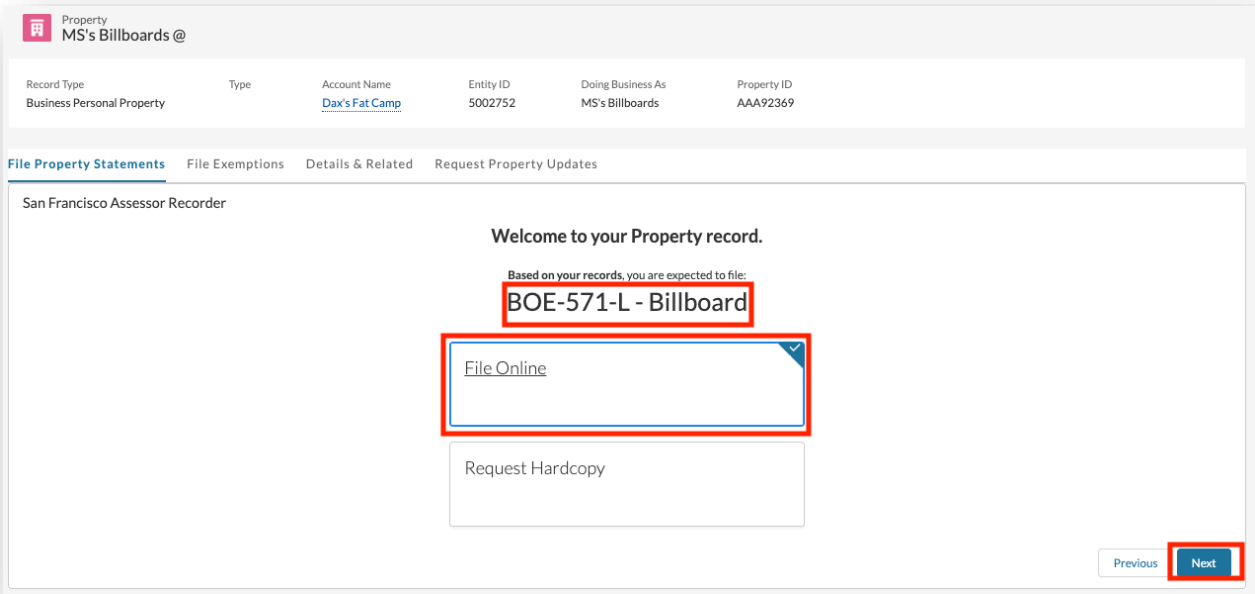 Property
MS's Billboards @
Record Type Type Account Name Entity ID Doing Business As Property ID
Business Personal Property Dax's Fat Camp 5002752 MS's Billboards AAA92369
File Property Statements File Exemptions Details & Related Request Property Updates
San Francisco Assessor Recorder
Welcome to your Property record.
Based on your records, you are expected to file:
BOE-571-L - Billboard
File Online
Request Hardcopy
Previous Next